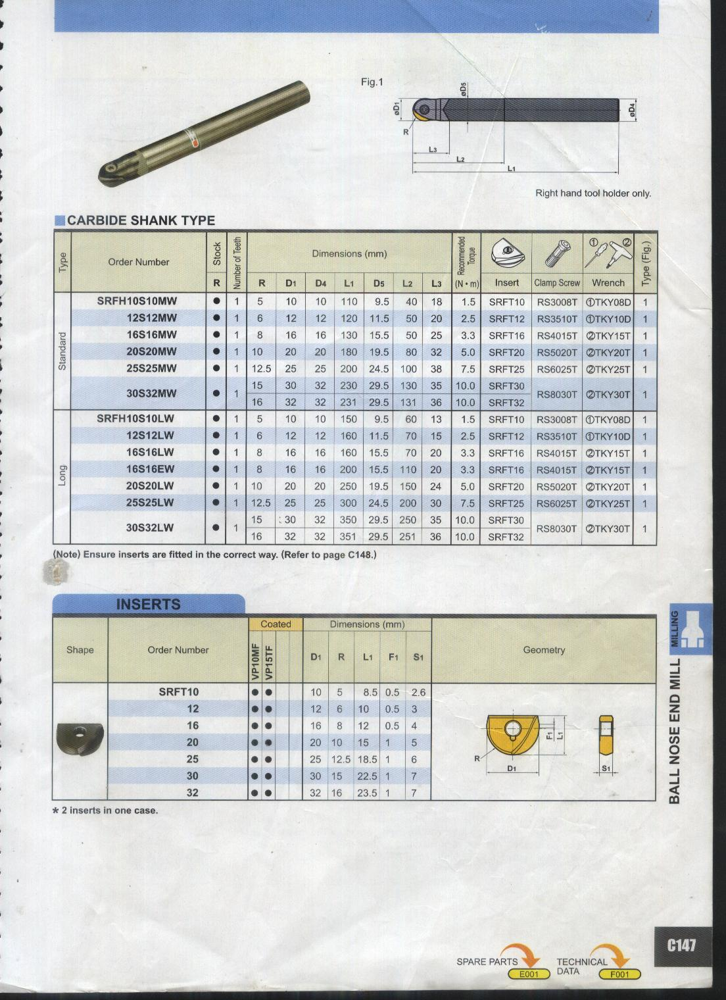 Fig.1
øD1
øD5
øD4
R
L3
L2
L1
Right hand tool holder only.
CARBIDE SHANK TYPE
Type Order Number Stock Number of Teeth Dimensions (mm) Recommended Torque ① ② Type (Fig.)
R R D1 D4 L1 D5 L2 L3 (N・m) Insert Clamp Screw Wrench
Standard
SRFH10S10MW ● 1 5 10 10 110 9.5 40 18 1.5 SRFT10 RS3008T ①TKY08D 1
12S12MW ● 1 6 12 12 120 11.5 50 20 2.5 SRFT12 RS3510T ①TKY10D 1
16S16MW ● 1 8 16 16 130 15.5 50 25 3.3 SRFT16 RS4015T ②TKY15T 1
20S20MW ● 1 10 20 20 180 19.5 80 32 5.0 SRFT20 RS5020T ②TKY20T 1
25S25MW ● 1 12.5 25 25 200 24.5 100 38 7.5 SRFT25 RS6025T ②TKY25T 1
30S32MW ● 1 15 30 32 230 29.5 130 35 10.0 SRFT30 RS8030T ②TKY30T 1
16 32 32 231 29.5 131 36 10.0 SRFT32
Long
SRFH10S10LW ● 1 5 10 10 150 9.5 60 13 1.5 SRFT10 RS3008T ①TKY08D 1
12S12LW ● 1 6 12 12 160 11.5 70 15 2.5 SRFT12 RS3510T ①TKY10D 1
16S16LW ● 1 8 16 16 160 15.5 70 20 3.3 SRFT16 RS4015T ②TKY15T 1
16S16EW ● 1 8 16 16 200 15.5 110 20 3.3 SRFT16 RS4015T ②TKY15T 1
20S20LW ● 1 10 20 20 250 19.5 150 24 5.0 SRFT20 RS5020T ②TKY20T 1
25S25LW ● 1 12.5 25 25 300 24.5 200 30 7.5 SRFT25 RS6025T ②TKY25T 1
30S32LW ● 1 15 30 32 350 29.5 250 35 10.0 SRFT30 RS8030T ②TKY30T 1
16 32 32 351 29.5 251 36 10.0 SRFT32
(Note) Ensure inserts are fitted in the correct way. (Refer to page C148.)
INSERTS
Shape Order Number Coated Dimensions (mm) Geometry
VP10MF VP15TF D1 R L1 F1 S1
SRFT10 ● ● 10 5 8.5 0.5 2.6
12 ● ● 12 6 10 0.5 3
16 ● ● 16 8 12 0.5 4
20 ● ● 20 10 15 1 5
25 ● ● 25 12.5 18.5 1 6
30 ● ● 30 15 22.5 1 7
32 ● ● 32 16 23.5 1 7
R
D1
F1
L1
S1
* 2 inserts in one case.
MILLING
BALL NOSE END MILL
C147
SPARE PARTS E001
TECHNICAL DATA F001